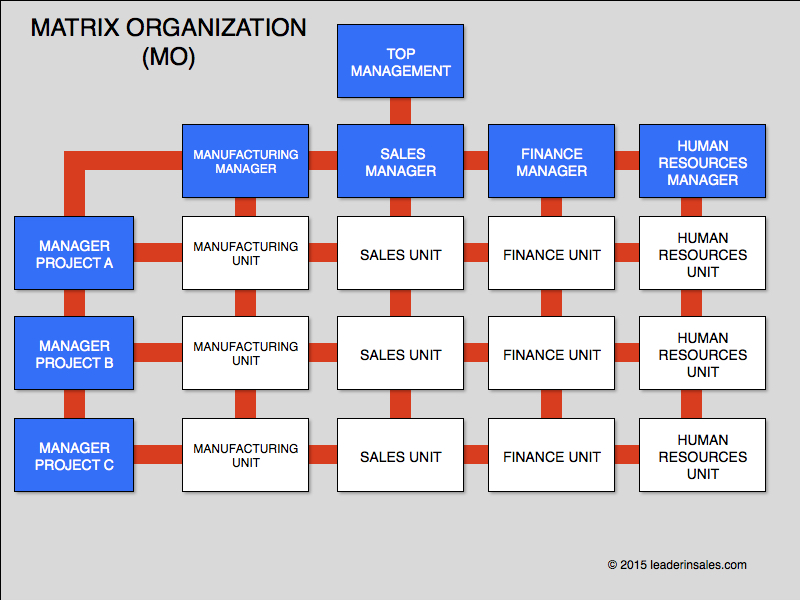 MATRIX ORGANIZATION
(MO)
TOP
MANAGEMENT
MANUFACTURING
MANAGER
SALES
MANAGER
FINANCE
MANAGER
HUMAN
RESOURCES
MANAGER
MANAGER
PROJECT A
MANUFACTURING
UNIT
SALES UNIT
FINANCE UNIT
HUMAN
RESOURCES
UNIT
MANAGER
PROJECT B
MANUFACTURING
UNIT
SALES UNIT
FINANCE UNIT
HUMAN
RESOURCES
UNIT
MANAGER
PROJECT C
MANUFACTURING
UNIT
SALES UNIT
FINANCE UNIT
HUMAN
RESOURCES
UNIT
© 2015 leaderinsales.com